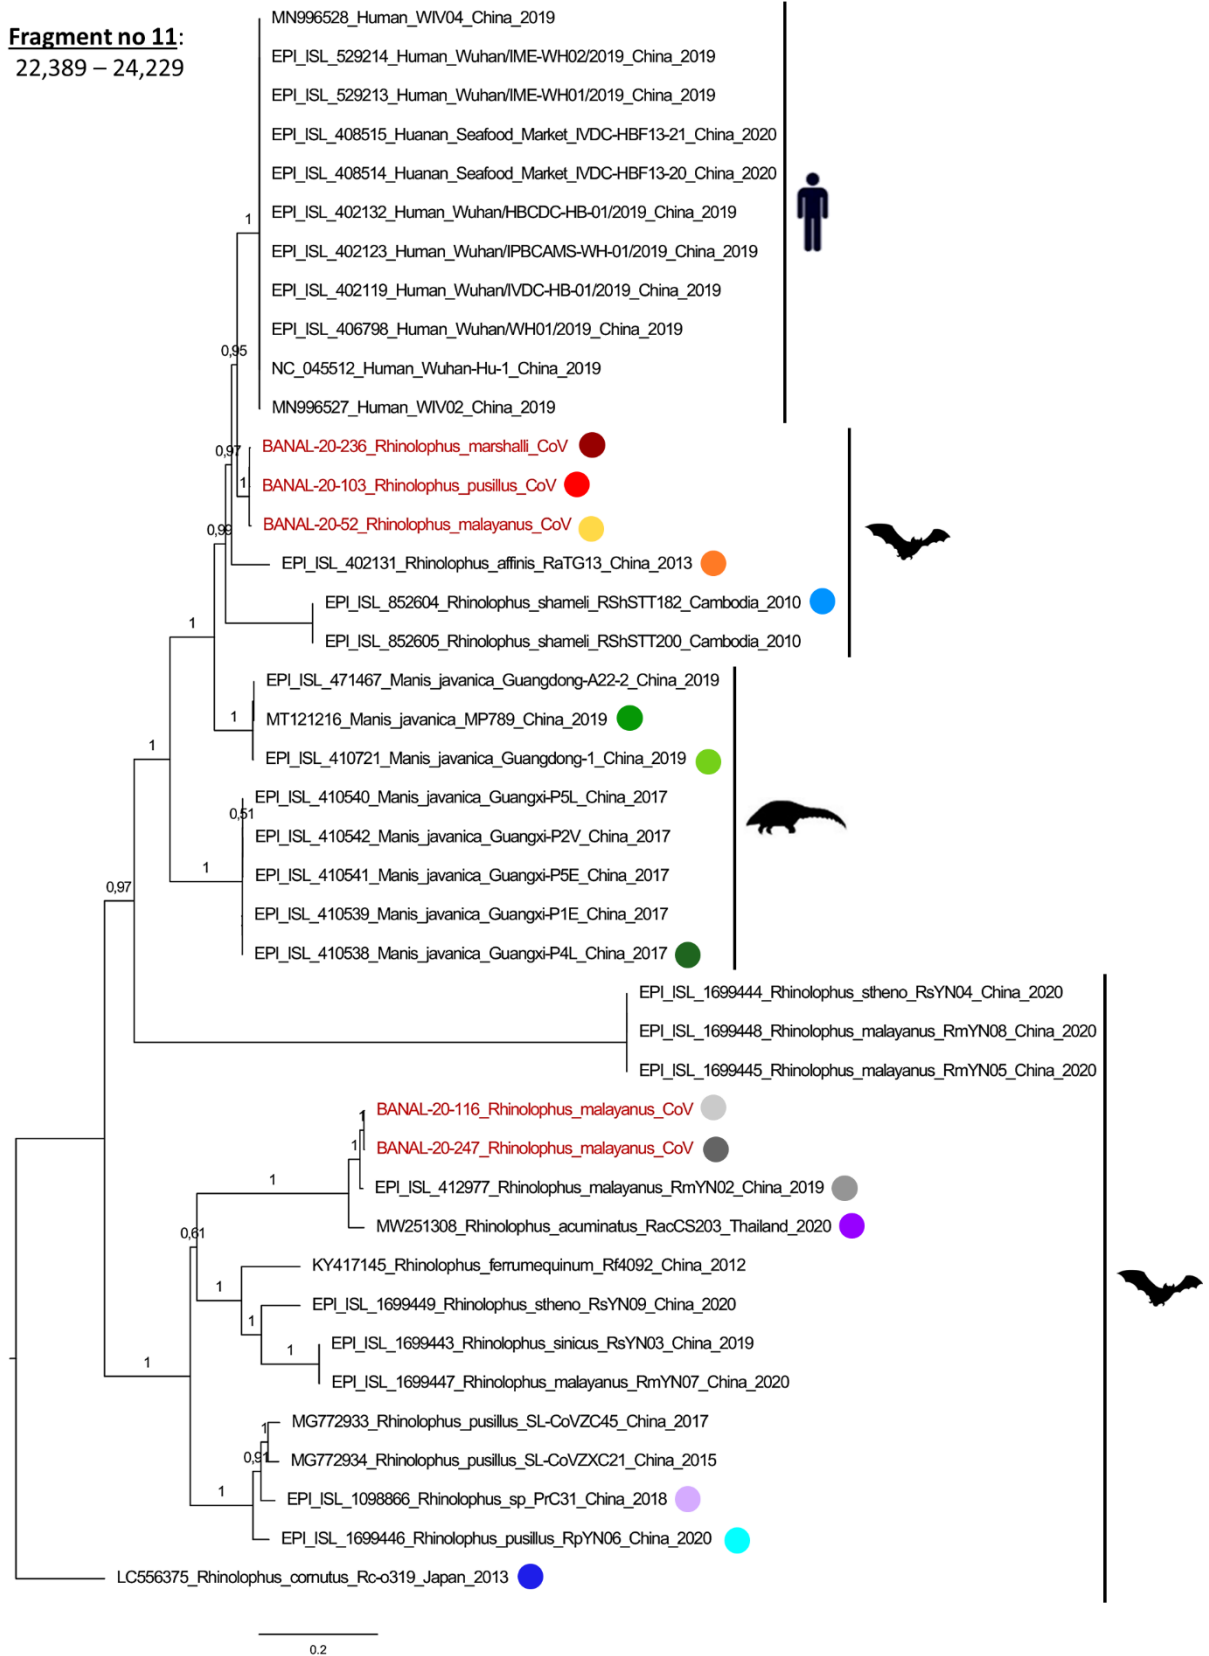 Fragment no 11:
22,389 – 24,229
MN996528_Human_WIV04_China_2019
EPI_ISL_529214_Human_Wuhan/IME-WH02/2019_China_2019
EPI_ISL_529213_Human_Wuhan/IME-WH01/2019_China_2019
EPI_ISL_408515_Huanan_Seafood_Market_IVDC-HBF13-21_China_2020
EPI_ISL_408514_Huanan_Seafood_Market_IVDC-HBF13-20_China_2020
EPI_ISL_402132_Human_Wuhan/HBCDC-HB-01/2019_China_2019
1
EPI_ISL_402123_Human_Wuhan/IPBCAMS-WH-01/2019_China_2019
EPI_ISL_402119_Human_Wuhan/IVDC-HB-01/2019_China_2019
EPI_ISL_406798_Human_Wuhan/WH01/2019_China_2019
0,95
NC_045512_Human_Wuhan-Hu-1_China_2019
MN996527_Human_WIV02_China_2019
BANAL-20-236_Rhinolophus_marshalli_CoV
0,97
1
BANAL-20-103_Rhinolophus_pusillus_CoV
BANAL-20-52_Rhinolophus_malayanus_CoV
0,99
EPI_ISL_402131_Rhinolophus_affinis_RaTG13_China_2013
EPI_ISL_852604_Rhinolophus_shameli_RShSTT182_Cambodia_2010
1
EPI_ISL_852605_Rhinolophus_shameli_RShSTT200_Cambodia_2010
EPI_ISL_471467_Manis_javanica_Guangdong-A22-2_China_2019
1
MT121216_Manis_javanica_MP789_China_2019
1
EPI_ISL_410721_Manis_javanica_Guangdong-1_China_2019
EPI_ISL_410540_Manis_javanica_Guangxi-P5L_China_2017
0,51
EPI_ISL_410542_Manis_javanica_Guangxi-P2V_China_2017
1
EPI_ISL_410541_Manis_javanica_Guangxi-P5E_China_2017
0,97
EPI_ISL_410539_Manis_javanica_Guangxi-P1E_China_2017
EPI_ISL_410538_Manis_javanica_Guangxi-P4L_China_2017
EPI_ISL_1699444_Rhinolophus_stheno_RsYN04_China_2020
EPI_ISL_1699448_Rhinolophus_malayanus_RmYN08_China_2020
EPI_ISL_1699445_Rhinolophus_malayanus_RmYN05_China_2020
BANAL-20-116_Rhinolophus_malayanus_CoV
1
1
BANAL-20-247_Rhinolophus_malayanus_CoV
1
EPI_ISL_412977_Rhinolophus_malayanus_RmYN02_China_2019
MW251308_Rhinolophus_acuminatus_RacCS203_Thailand_2020
0,61
KY417145_Rhinolophus_ferrumequinum_Rf4092_China_2012
1
EPI_ISL_1699449_Rhinolophus_stheno_RsYN09_China_2020
1
EPI_ISL_1699443_Rhinolophus_sinicus_RsYN03_China_2019
1
1
EPI_ISL_1699447_Rhinolophus_malayanus_RmYN07_China_2020
MG772933_Rhinolophus_pusillus_SL-CoVZC45_China_2017
1
0,91
MG772934_Rhinolophus_pusillus_SL-CoVZXC21_China_2015
1
EPI_ISL_1098866_Rhinolophus_sp_PrC31_China_2018
EPI_ISL_1699446_Rhinolophus_pusillus_RpYN06_China_2020
LC556375_Rhinolophus_cornutus_Rc-o319_Japan_2013
0.2